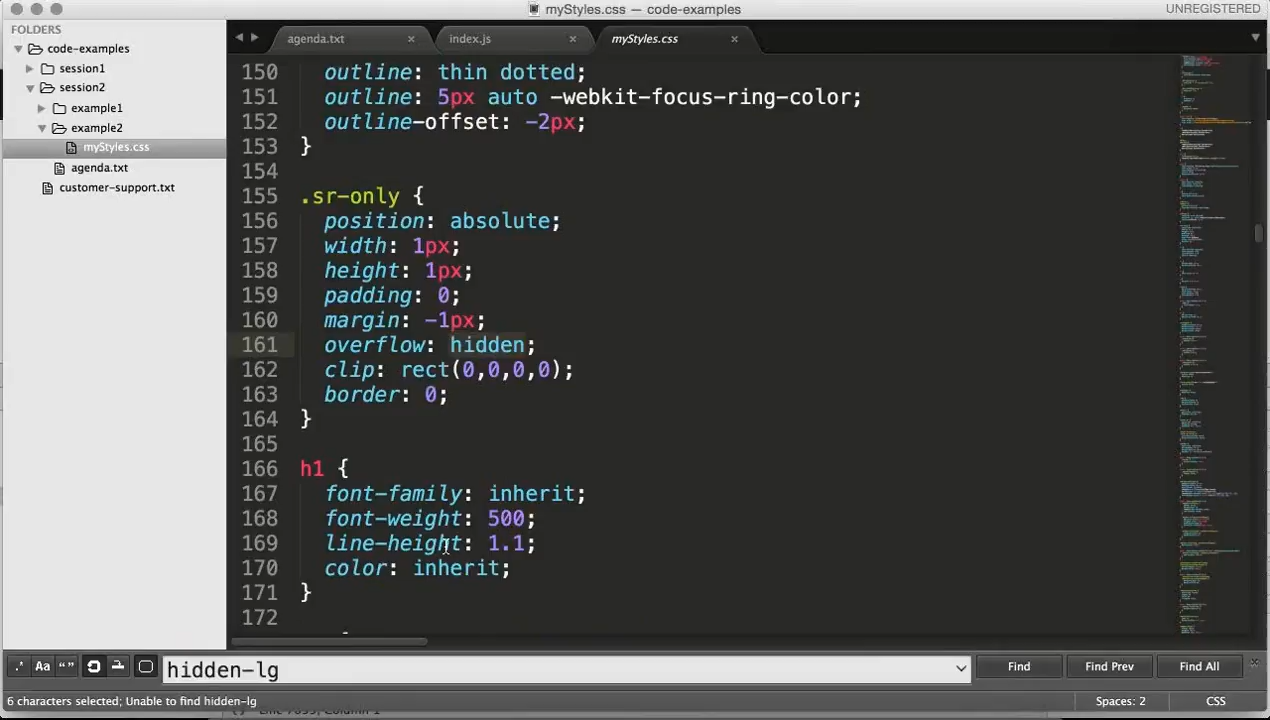 myStyles.css — code-examples
UNREGISTERED
FOLDERS
code-examples
session1
session2
example1
example2
myStyles.css
agenda.txt
customer-support.txt
agenda.txt
index.js
myStyles.css
150 outline: thin dotted;
151 outline: 5px auto -webkit-focus-ring-color;
152 outline-offset: -2px;
153 }
154
155 .sr-only {
156 position: absolute;
157 width: 1px;
158 height: 1px;
159 padding: 0;
160 margin: -1px;
161 overflow: hidden;
162 clip: rect(0,0,0,0);
163 border: 0;
164 }
165
166 h1 {
167 font-family: inherit;
168 font-weight: 500;
169 line-height: 1.1;
170 color: inherit;
171 }
172
.* Aa “”
hidden-lg
Find
Find Prev
Find All
6 characters selected; Unable to find hidden-lg
Spaces: 2
CSS